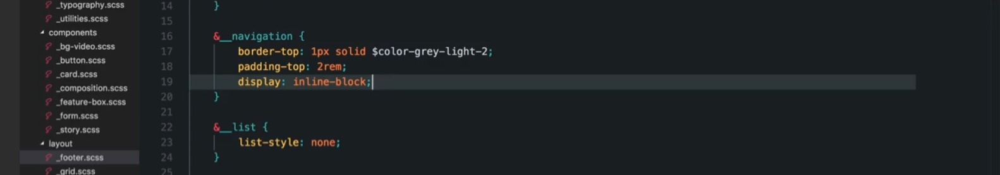 _typography.scss
_utilities.scss
components
_bg-video.scss
_button.scss
_card.scss
_composition.scss
_feature-box.scss
_form.scss
_story.scss
layout
_footer.scss
_grid.scss
14 }
15
16 &__navigation {
17 border-top: 1px solid $color-grey-light-2;
18 padding-top: 2rem;
19 display: inline-block;
20 }
21
22 &__list {
23 list-style: none;
24 }
25